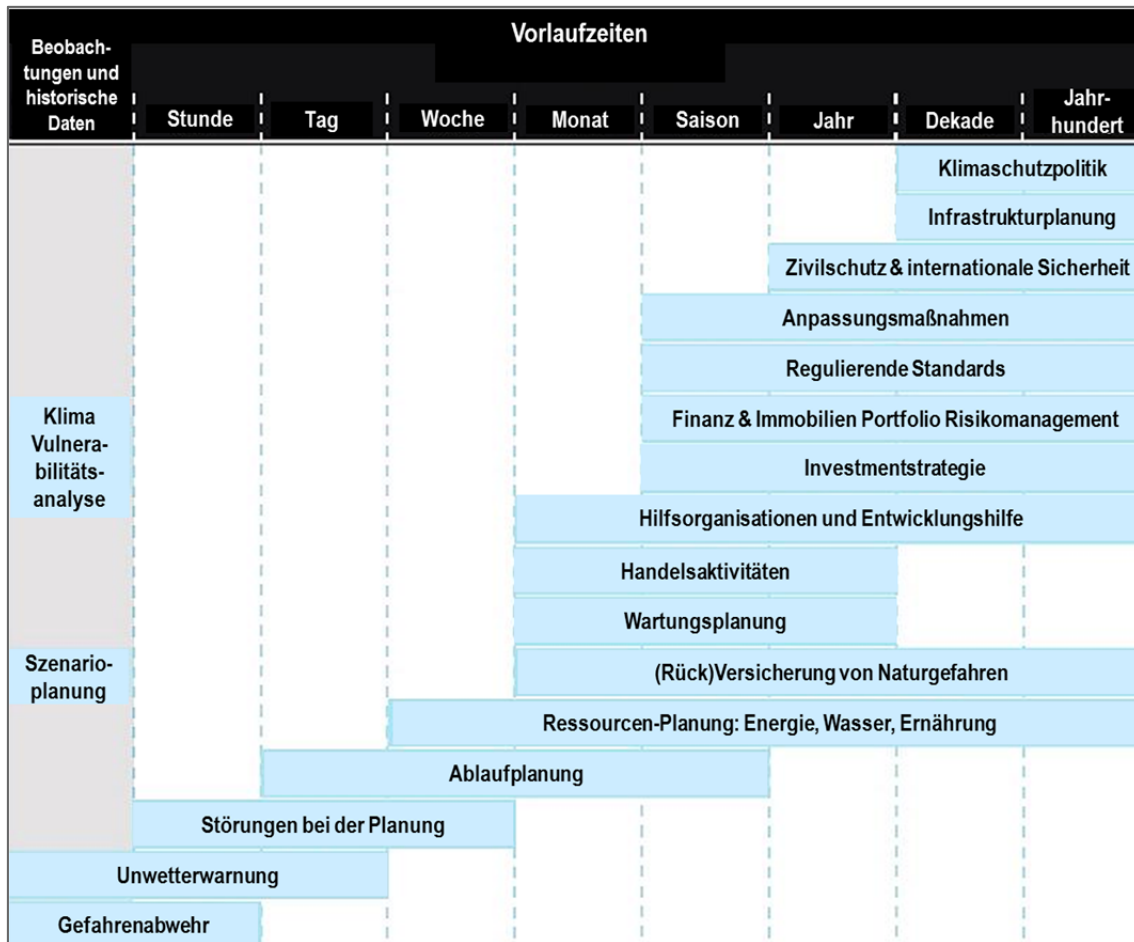 Vorlaufzeiten
Beobach-
tungen und
historische
Daten
Stunde
Tag
Woche
Monat
Saison
Jahr
Dekade
Jahr-
hundert
Klimaschutzpolitik
Infrastrukturplanung
Zivilschutz & internationale Sicherheit
Anpassungsmaßnahmen
Regulierende Standards
Klima
Vulnera-
bilitäts-
analyse
Finanz & Immobilien Portfolio Risikomanagement
Investmentstrategie
Hilfsorganisationen und Entwicklungshilfe
Handelsaktivitäten
Wartungsplanung
Szenario-
planung
(Rück)Versicherung von Naturgefahren
Ressourcen-Planung: Energie, Wasser, Ernährung
Ablaufplanung
Störungen bei der Planung
Unwetterwarnung
Gefahrenabwehr